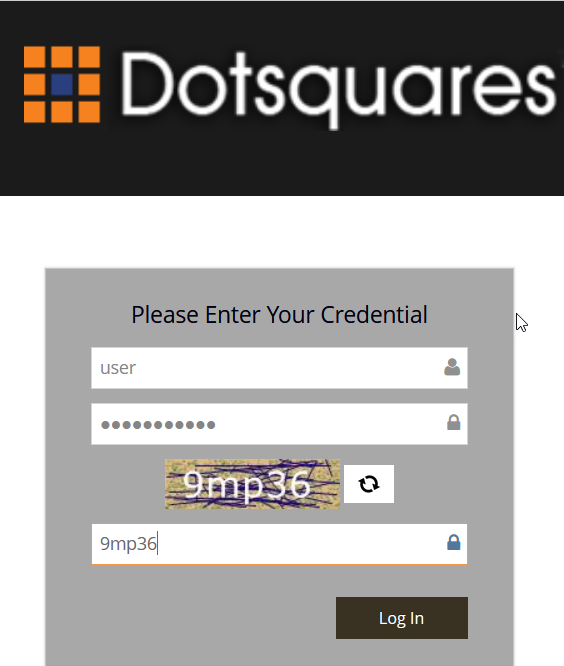 Dotsquares
Please Enter Your Credential
user
●●●●●●●●●●●
9mp36
9mp36
Log In